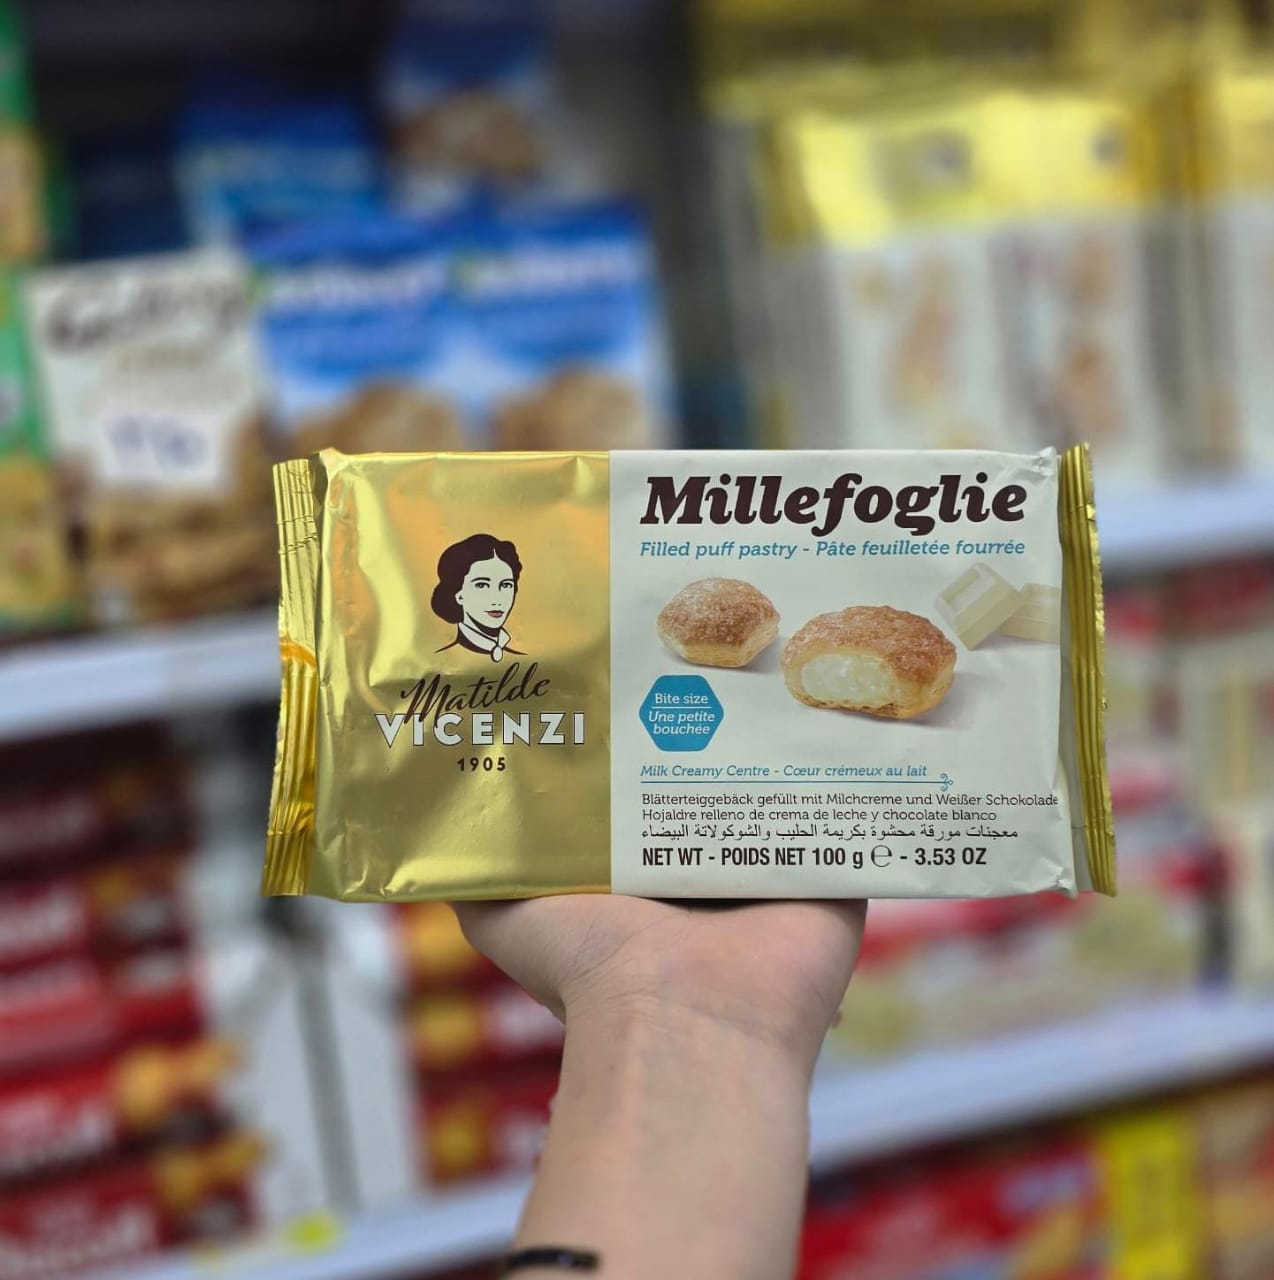 Matilde
VICENZI
1905
Millefoglie
Filled puff pastry - Pâte feuilletée fourrée
Bite size
Une petite
bouchée
Milk Creamy Centre - Cœur crémeux au lait
Blätterteiggebäck gefüllt mit Milchcreme und Weißer Schokolade
Hojaldre relleno de crema de leche y chocolate blanco
معجنات مورقة محشوة بكريمة الحليب والشوكولاتة البيضاء
NET WT - POIDS NET 100 g ℮ - 3.53 OZ